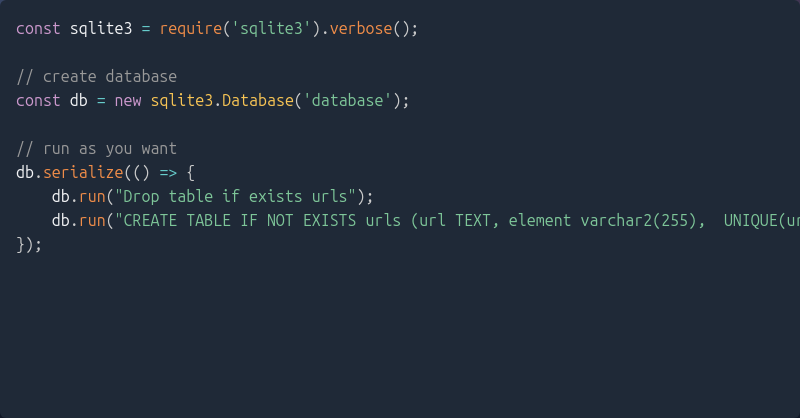 const sqlite3 = require('sqlite3').verbose();
// create database
const db = new sqlite3.Database('database');
// run as you want
db.serialize(() => {
    db.run("Drop table if exists urls");
    db.run("CREATE TABLE IF NOT EXISTS urls (url TEXT, element varchar2(255),  UNIQUE(
});